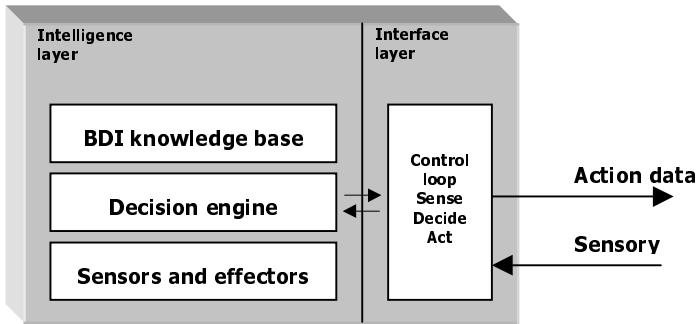 Intelligence
layer
Interface
layer
BDI knowledge base
Decision engine
Sensors and effectors
Control
loop
Sense
Decide
Act
Action data
Sensory